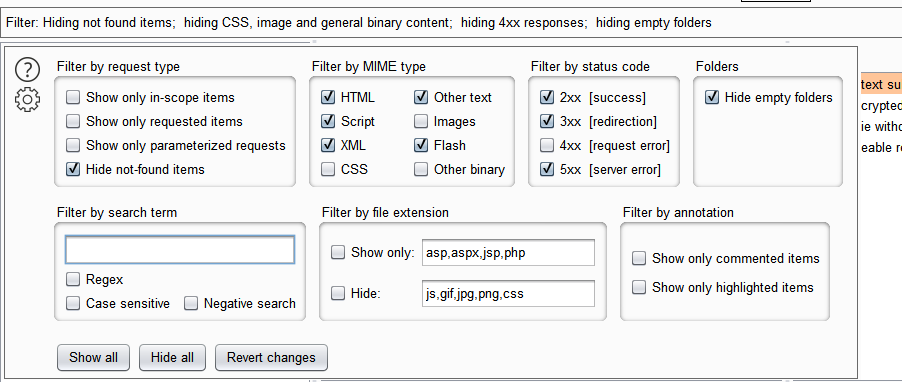 Filter: Hiding not found items; hiding CSS, image and general binary content; hiding 4xx responses; hiding empty folders
?
Filter by request type
Show only in-scope items
Show only requested items
Show only parameterized requests
Hide not-found items
Filter by MIME type
HTML
Other text
Script
Images
XML
Flash
CSS
Other binary
Filter by status code
2xx [success]
3xx [redirection]
4xx [request error]
5xx [server error]
Folders
Hide empty folders
text su
crypted
ie witho
eable r
Filter by search term
Regex
Case sensitive
Negative search
Filter by file extension
Show only: asp,aspx,jsp,php
Hide: js,gif,jpg,png,css
Filter by annotation
Show only commented items
Show only highlighted items
Show all
Hide all
Revert changes